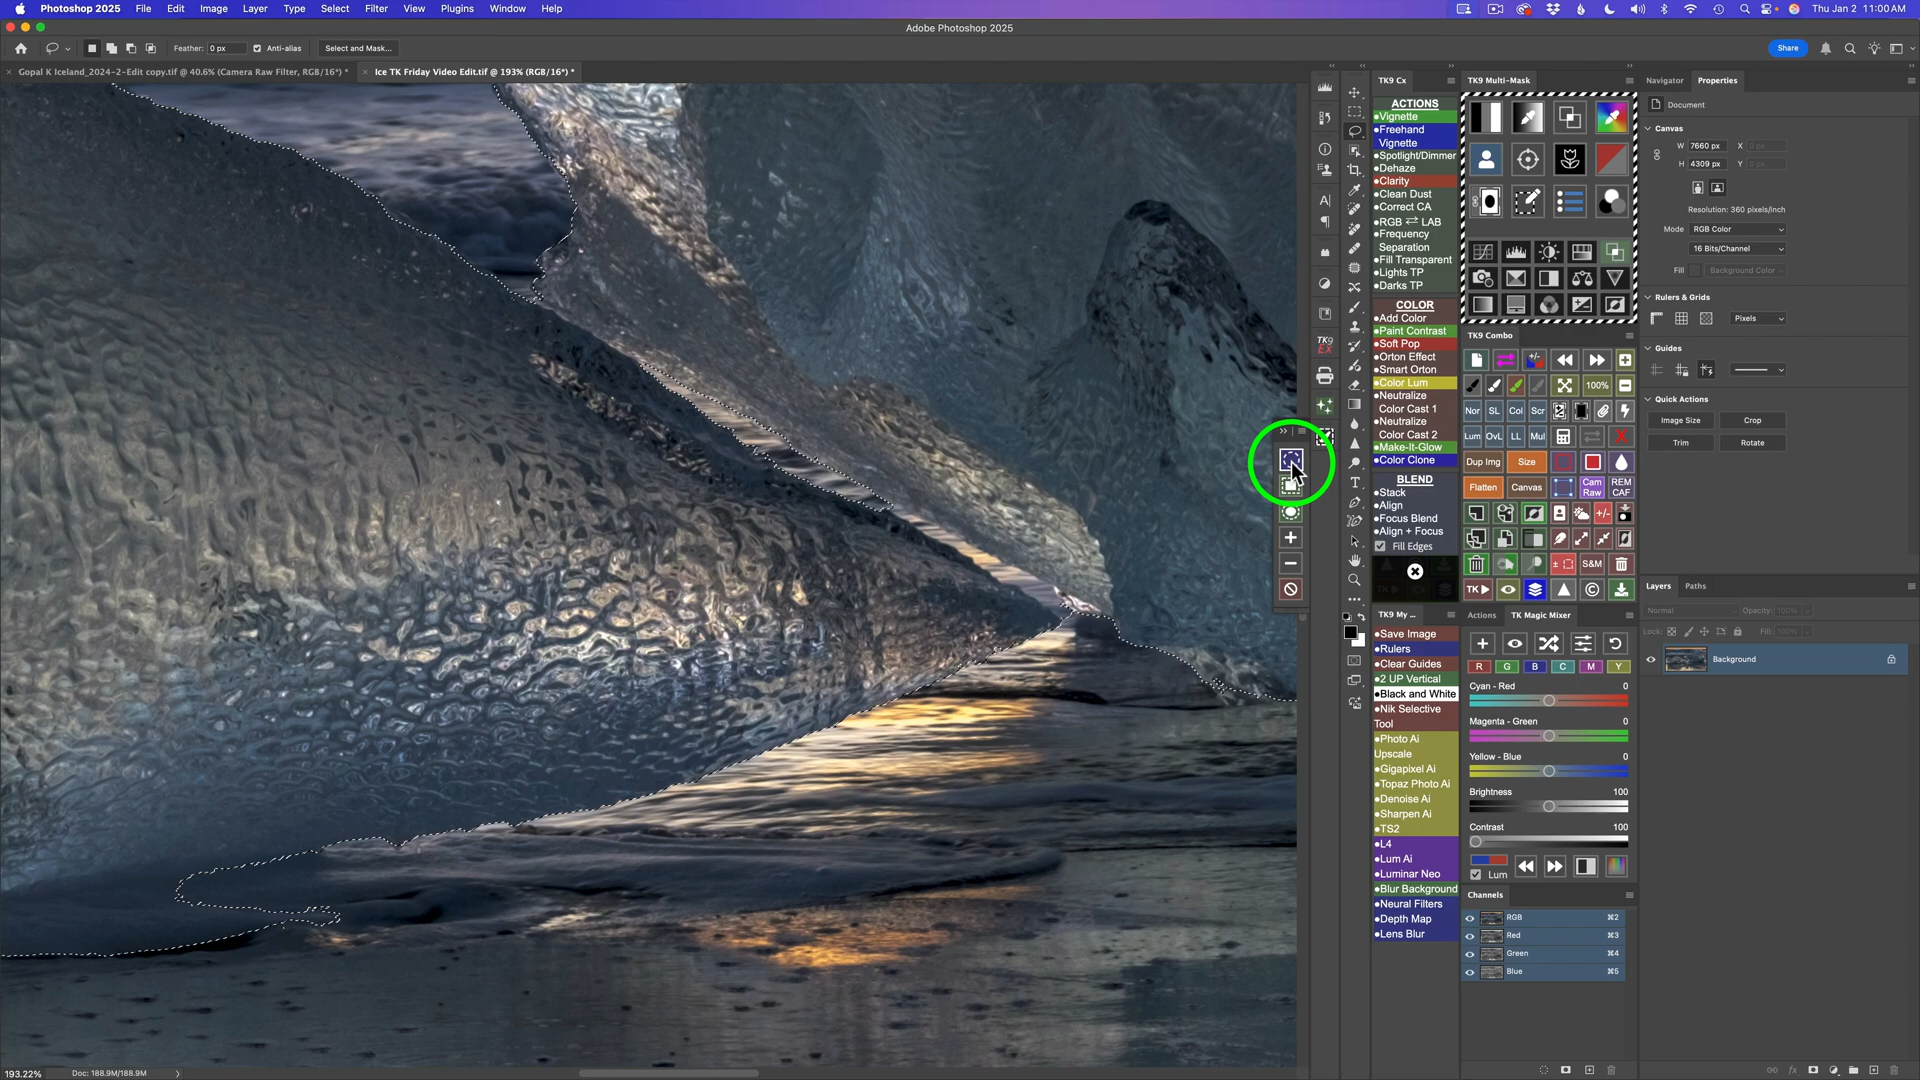 Photoshop 2025 File Edit Image Layer Type Select Filter View Plugins Window Help Thu Jan 2 11:00 AM
Adobe Photoshop 2025
Feather: 0 px Anti-alias Select and Mask... Share
Gopal K Iceland_2024-2-Edit copy.tif @ 40.6% (Camera Raw Filter, RGB/16*) *
Ice TK Friday Video Edit.tif @ 193% (RGB/16*) *
TK9 Cx
ACTIONS
•Vignette
•Freehand
Vignette
•Spotlight/Dimmer
•Dehaze
•Clarity
•Clean Dust
•Correct CA
•RGB ⇄ LAB
•Frequency
Separation
•Fill Transparent
•Lights TP
•Darks TP
COLOR
•Add Color
•Paint Contrast
•Soft Pop
•Orton Effect
•Smart Orton
•Color Lum
•Neutralize
Color Cast 1
•Neutralize
Color Cast 2
•Make-It-Glow
•Color Clone
BLEND
•Stack
•Align
•Focus Blend
•Align + Focus
Fill Edges
TK9 My ...
•Save Image
•Rulers
•Clear Guides
•2 UP Vertical
•Black and White
•Nik Selective
Tool
•Photo Ai
Upscale
•Gigapixel Ai
•Topaz Photo Ai
•Denoise Ai
•Sharpen Ai
•TS2
•L4
•Lum Ai
•Luminar Neo
•Blur Background
•Neural Filters
•Depth Map
•Lens Blur
TK9 Multi-Mask
TK9 Combo
100%
Nor SL Col Scr
Lum OvL LL Mul
Dup Img Size
Flatten Canvas Cam Raw REM CAF
+/-
S&M
TK
Actions TK Magic Mixer
R G B C M Y
Cyan - Red 0
Magenta - Green 0
Yellow - Blue 0
Brightness 100
Contrast 100
Lum
Channels
RGB ⌘2
Red ⌘3
Green ⌘4
Blue ⌘5
Navigator Properties
Document
Canvas
W 7660 px X 0 px
H 4309 px Y 0 px
Resolution: 360 pixels/inch
Mode RGB Color
16 Bits/Channel
Fill Background Color
Rulers & Grids
Pixels
Guides
Quick Actions
Image Size Crop
Trim Rotate
Layers Paths
Normal Opacity: 100%
Lock: Fill: 100%
Background
TK9
EX
193.22% Doc: 188.9M/188.9M